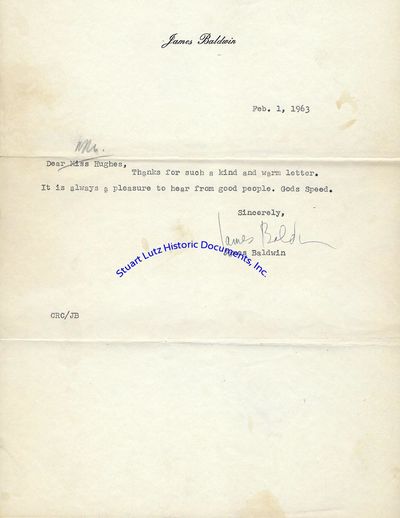 James Baldwin
Feb. 1, 1963
Mr.
Dear Miss Hughes,
Thanks for such a kind and warm letter.
It is always a pleasure to hear from good people. Gods Speed.
Sincerely,
James Baldwin
James Baldwin
Stuart Lutz Historic Documents, Inc.
CRC/JB